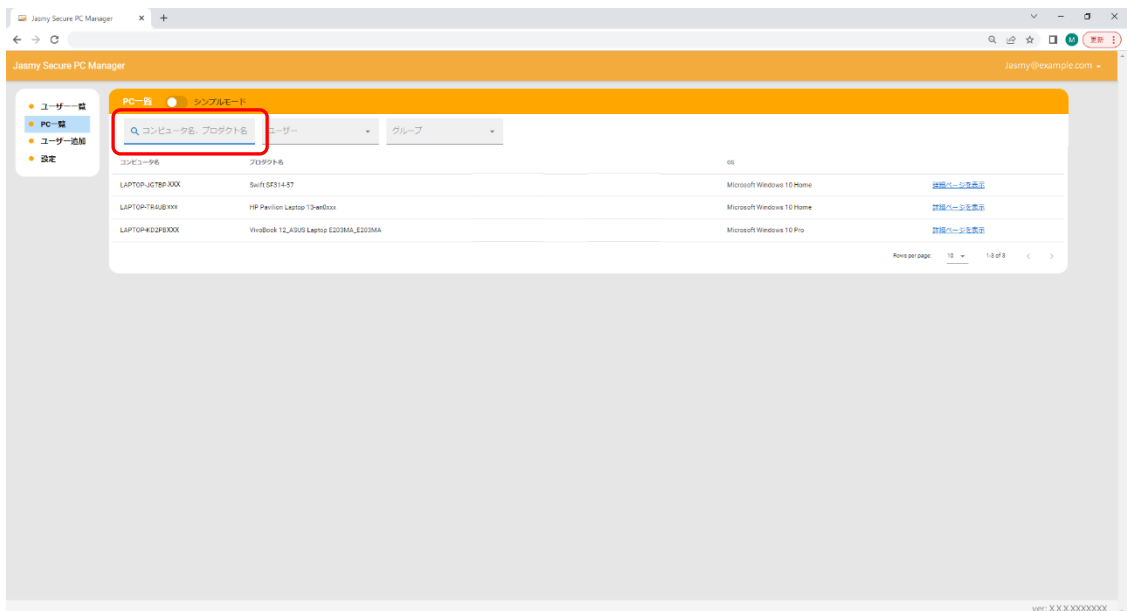 Jasmy Secure PC Manager
更新
Jasmy Secure PC Manager
Jasmy@example.com
ユーザー一覧
PC一覧
ユーザー追加
設定
PC一覧 シンプルモード
コンピュータ名、プロダクト名 ユーザー グループ
コンピュータ名 プロダクト名 OS
LAPTOP-JGTBP-XXX Swift SF314-57 Microsoft Windows 10 Home 詳細ページを表示
LAPTOP-TR4UBXXX HP Pavilion Laptop 13-an0xxx Microsoft Windows 10 Home 詳細ページを表示
LAPTOP-KD2PBXXX VivoBook 12_ASUS Laptop E203MA_E203MA Microsoft Windows 10 Pro 詳細ページを表示
Rows per page: 10 1-3 of 3
ver: X.X.X.XXXXXXX